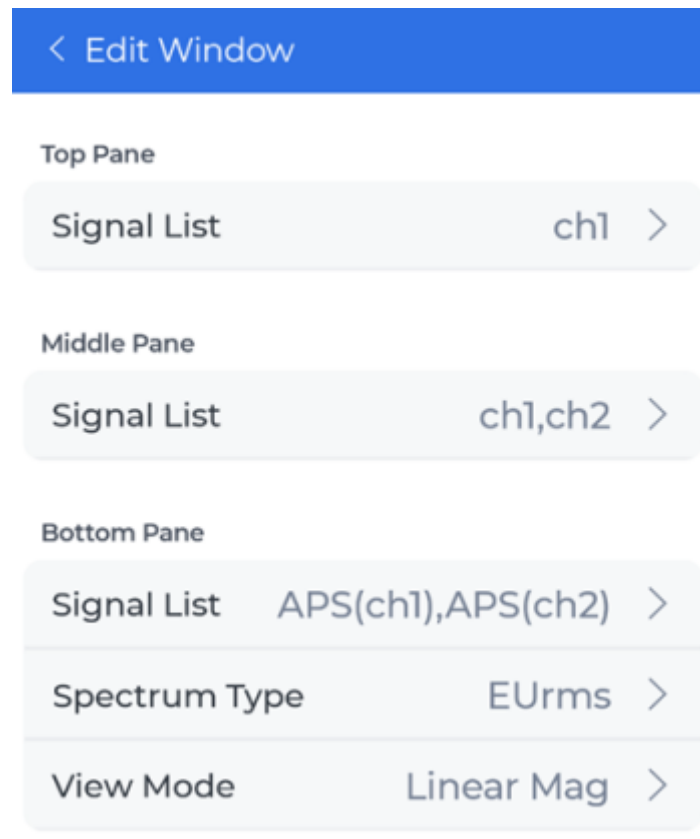 Edit Window
Top Pane
Signal List ch1
Middle Pane
Signal List ch1,ch2
Bottom Pane
Signal List APS(ch1),APS(ch2)
Spectrum Type EUrms
View Mode Linear Mag